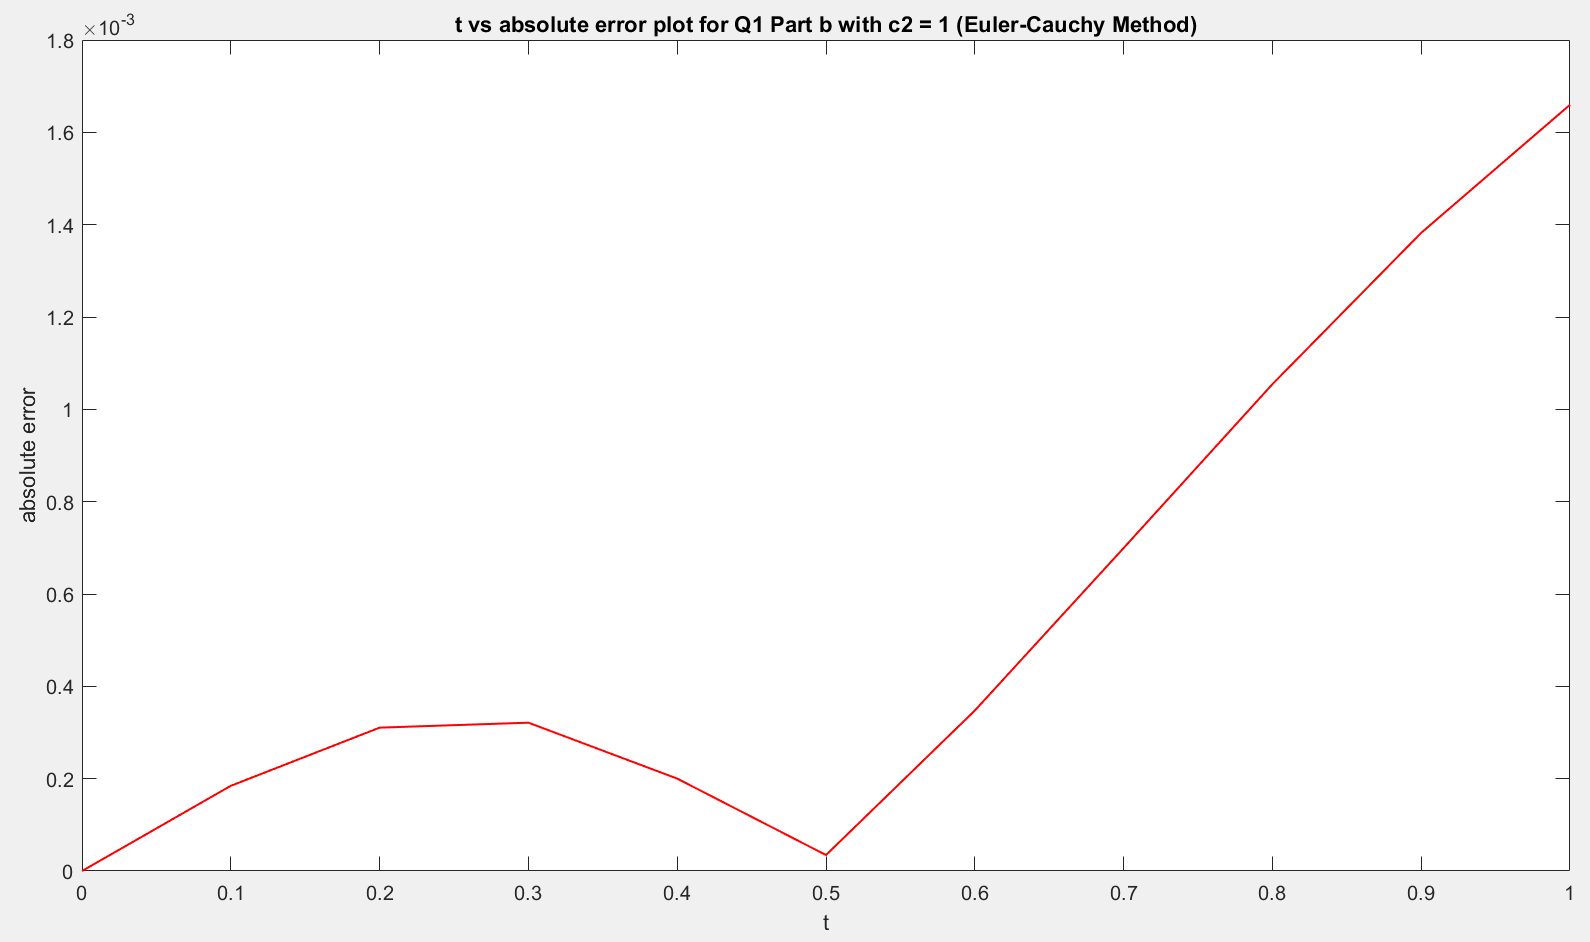 t vs absolute error plot for Q1 Part b with c2 = 1 (Euler-Cauchy Method)
×10-3
1.8
1.6
1.4
1.2
1
0.8
0.6
0.4
0.2
0
absolute error
0 0.1 0.2 0.3 0.4 0.5 0.6 0.7 0.8 0.9 1
t